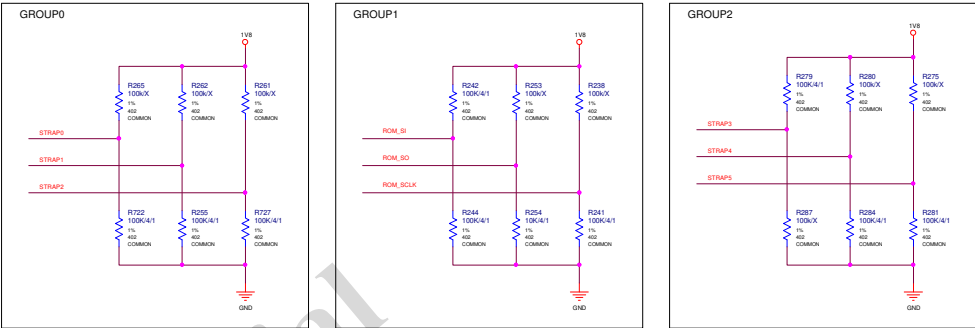 GROUP0
1V8
R265
100k/X
1%
402
COMMON
R262
100k/X
1%
402
COMMON
R261
100k/X
1%
402
COMMON
STRAP0
STRAP1
STRAP2
R722
100K/4/1
1%
402
COMMON
R255
100K/4/1
1%
402
COMMON
R727
100K/4/1
1%
402
COMMON
GND
GROUP1
1V8
R242
100K/4/1
1%
402
COMMON
R253
100k/X
1%
402
COMMON
R238
100k/X
1%
402
COMMON
ROM_SI
ROM_SO
ROM_SCLK
R244
100K/4/1
1%
402
COMMON
R254
100K/4/1
1%
402
COMMON
R241
100K/4/1
1%
402
COMMON
GND
GROUP2
1V8
R279
100K/4/1
1%
402
COMMON
R280
100k/X
1%
402
COMMON
R275
100k/X
1%
402
COMMON
STRAP3
STRAP4
STRAP5
R287
100k/X
1%
402
COMMON
R284
100K/4/1
1%
402
COMMON
R281
100K/4/1
1%
402
COMMON
GND